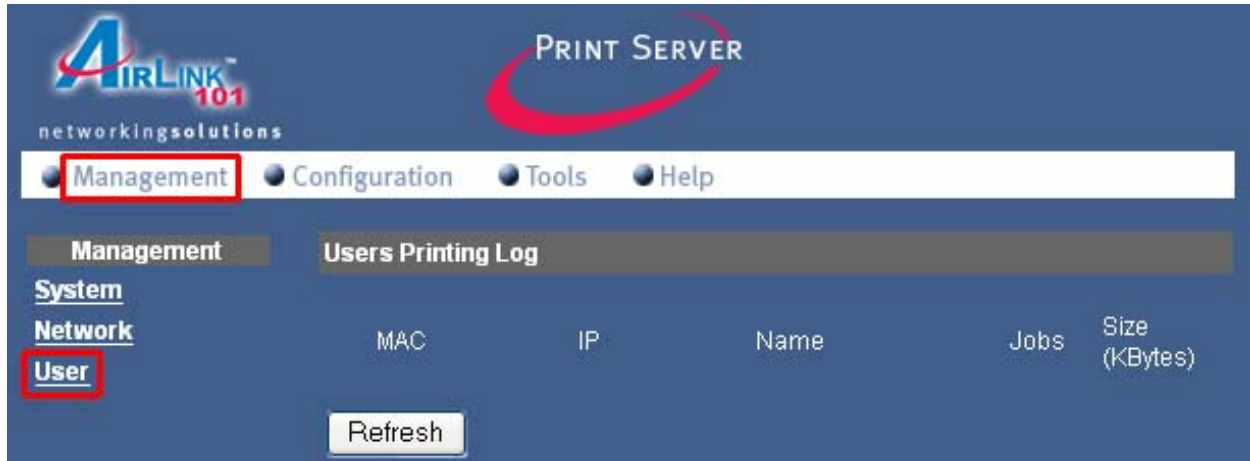 AIRLINK™
101
networkingsolutions
PRINT SERVER
Management Configuration Tools Help
Management
System
Network
User
Users Printing Log
MAC IP Name Jobs Size (KBytes)
Refresh